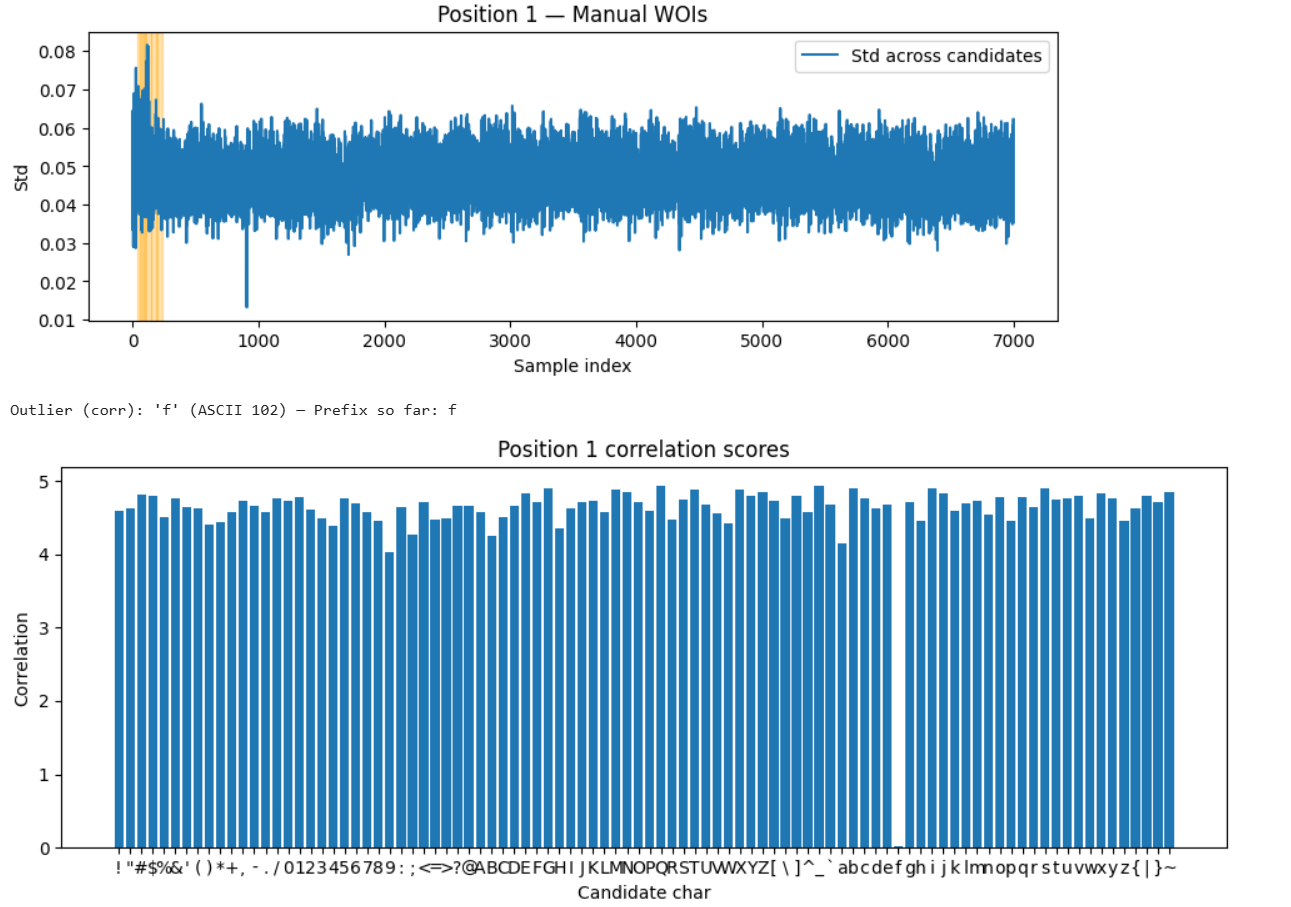 Position 1 — Manual WOIs
Std across candidates
0.08
0.07
0.06
0.05
0.04
0.03
0.02
0.01
Std
0 1000 2000 3000 4000 5000 6000 7000
Sample index
Outlier (corr): 'f' (ASCII 102) — Prefix so far: f
Position 1 correlation scores
5
4
3
2
1
0
Correlation
!"#$%&'()*+,-./0123456789:;<=>?@ABCDEFGHIJKLMNOPQRSTUVWXYZ[\]^_`abcdefghijklmnopqrstuvwxyz{|}~
Candidate char